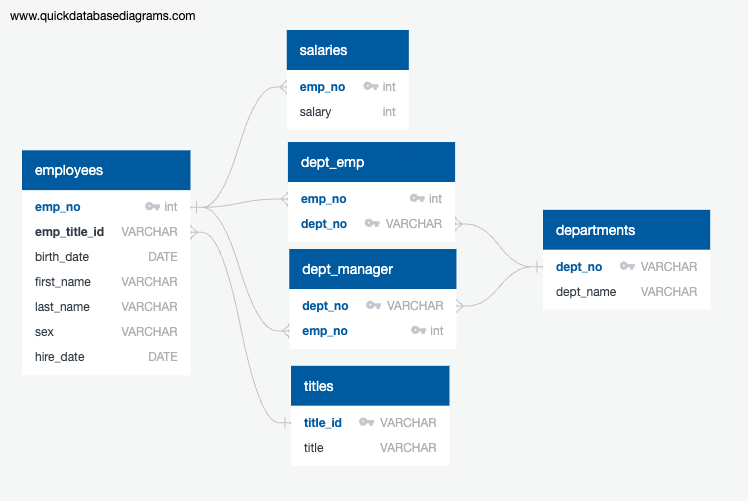 www.quickdatabasediagrams.com
employees
emp_no int
emp_title_id VARCHAR
birth_date DATE
first_name VARCHAR
last_name VARCHAR
sex VARCHAR
hire_date DATE
salaries
emp_no int
salary int
dept_emp
emp_no int
dept_no VARCHAR
dept_manager
dept_no VARCHAR
emp_no int
titles
title_id VARCHAR
title VARCHAR
departments
dept_no VARCHAR
dept_name VARCHAR